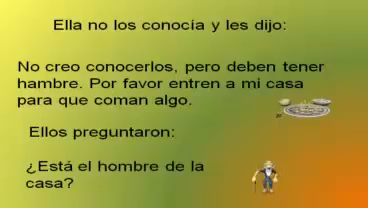 Ella no los conocía y les dijo:
No creo conocerlos, pero deben tener
hambre. Por favor entren a mi casa
para que coman algo.
Ellos preguntaron:
¿Está el hombre de la
casa?